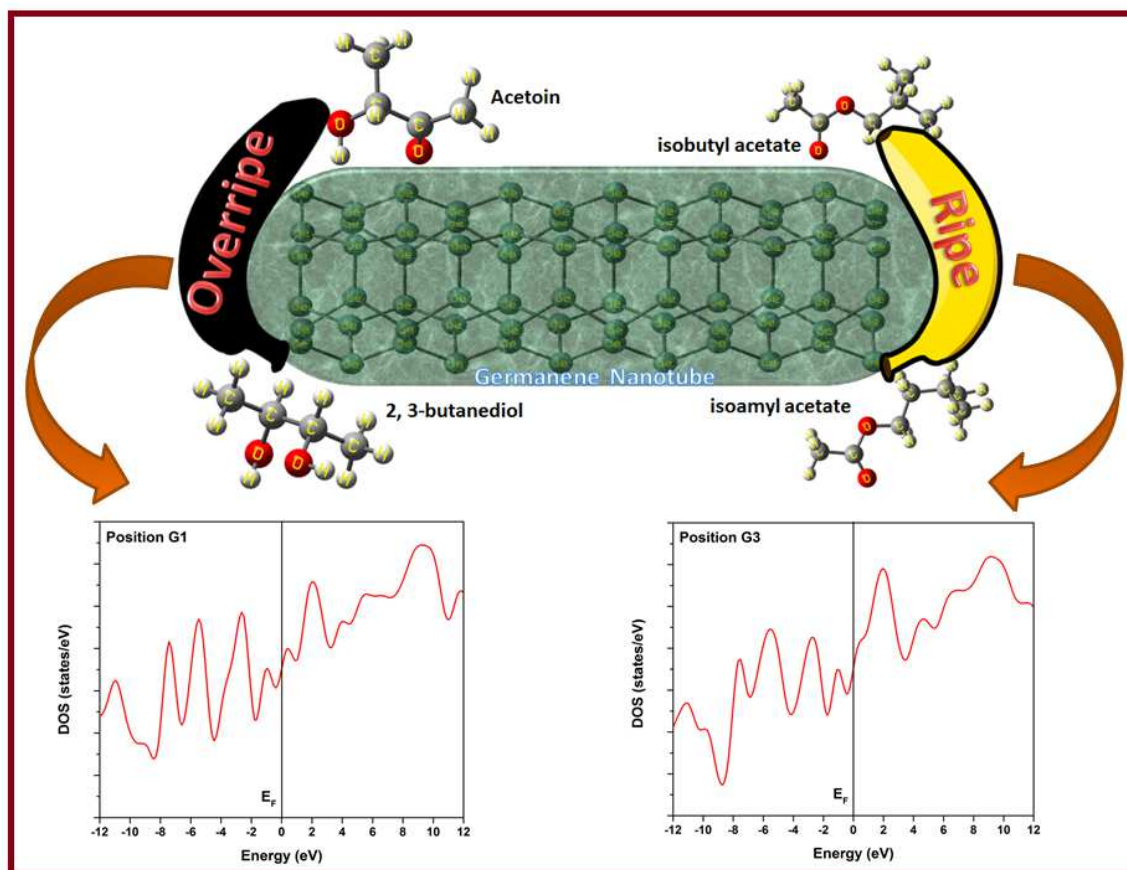 Acetoin
isobutyl acetate
Overripe
Ripe
Germanene Nanotube
2, 3-butanediol
isoamyl acetate
Position G1
DOS (states/eV)
E_F
-12 -10 -8 -6 -4 -2 0 2 4 6 8 10 12
Energy (eV)
Position G3
DOS (states/eV)
E_F
-12 -10 -8 -6 -4 -2 0 2 4 6 8 10 12
Energy (eV)